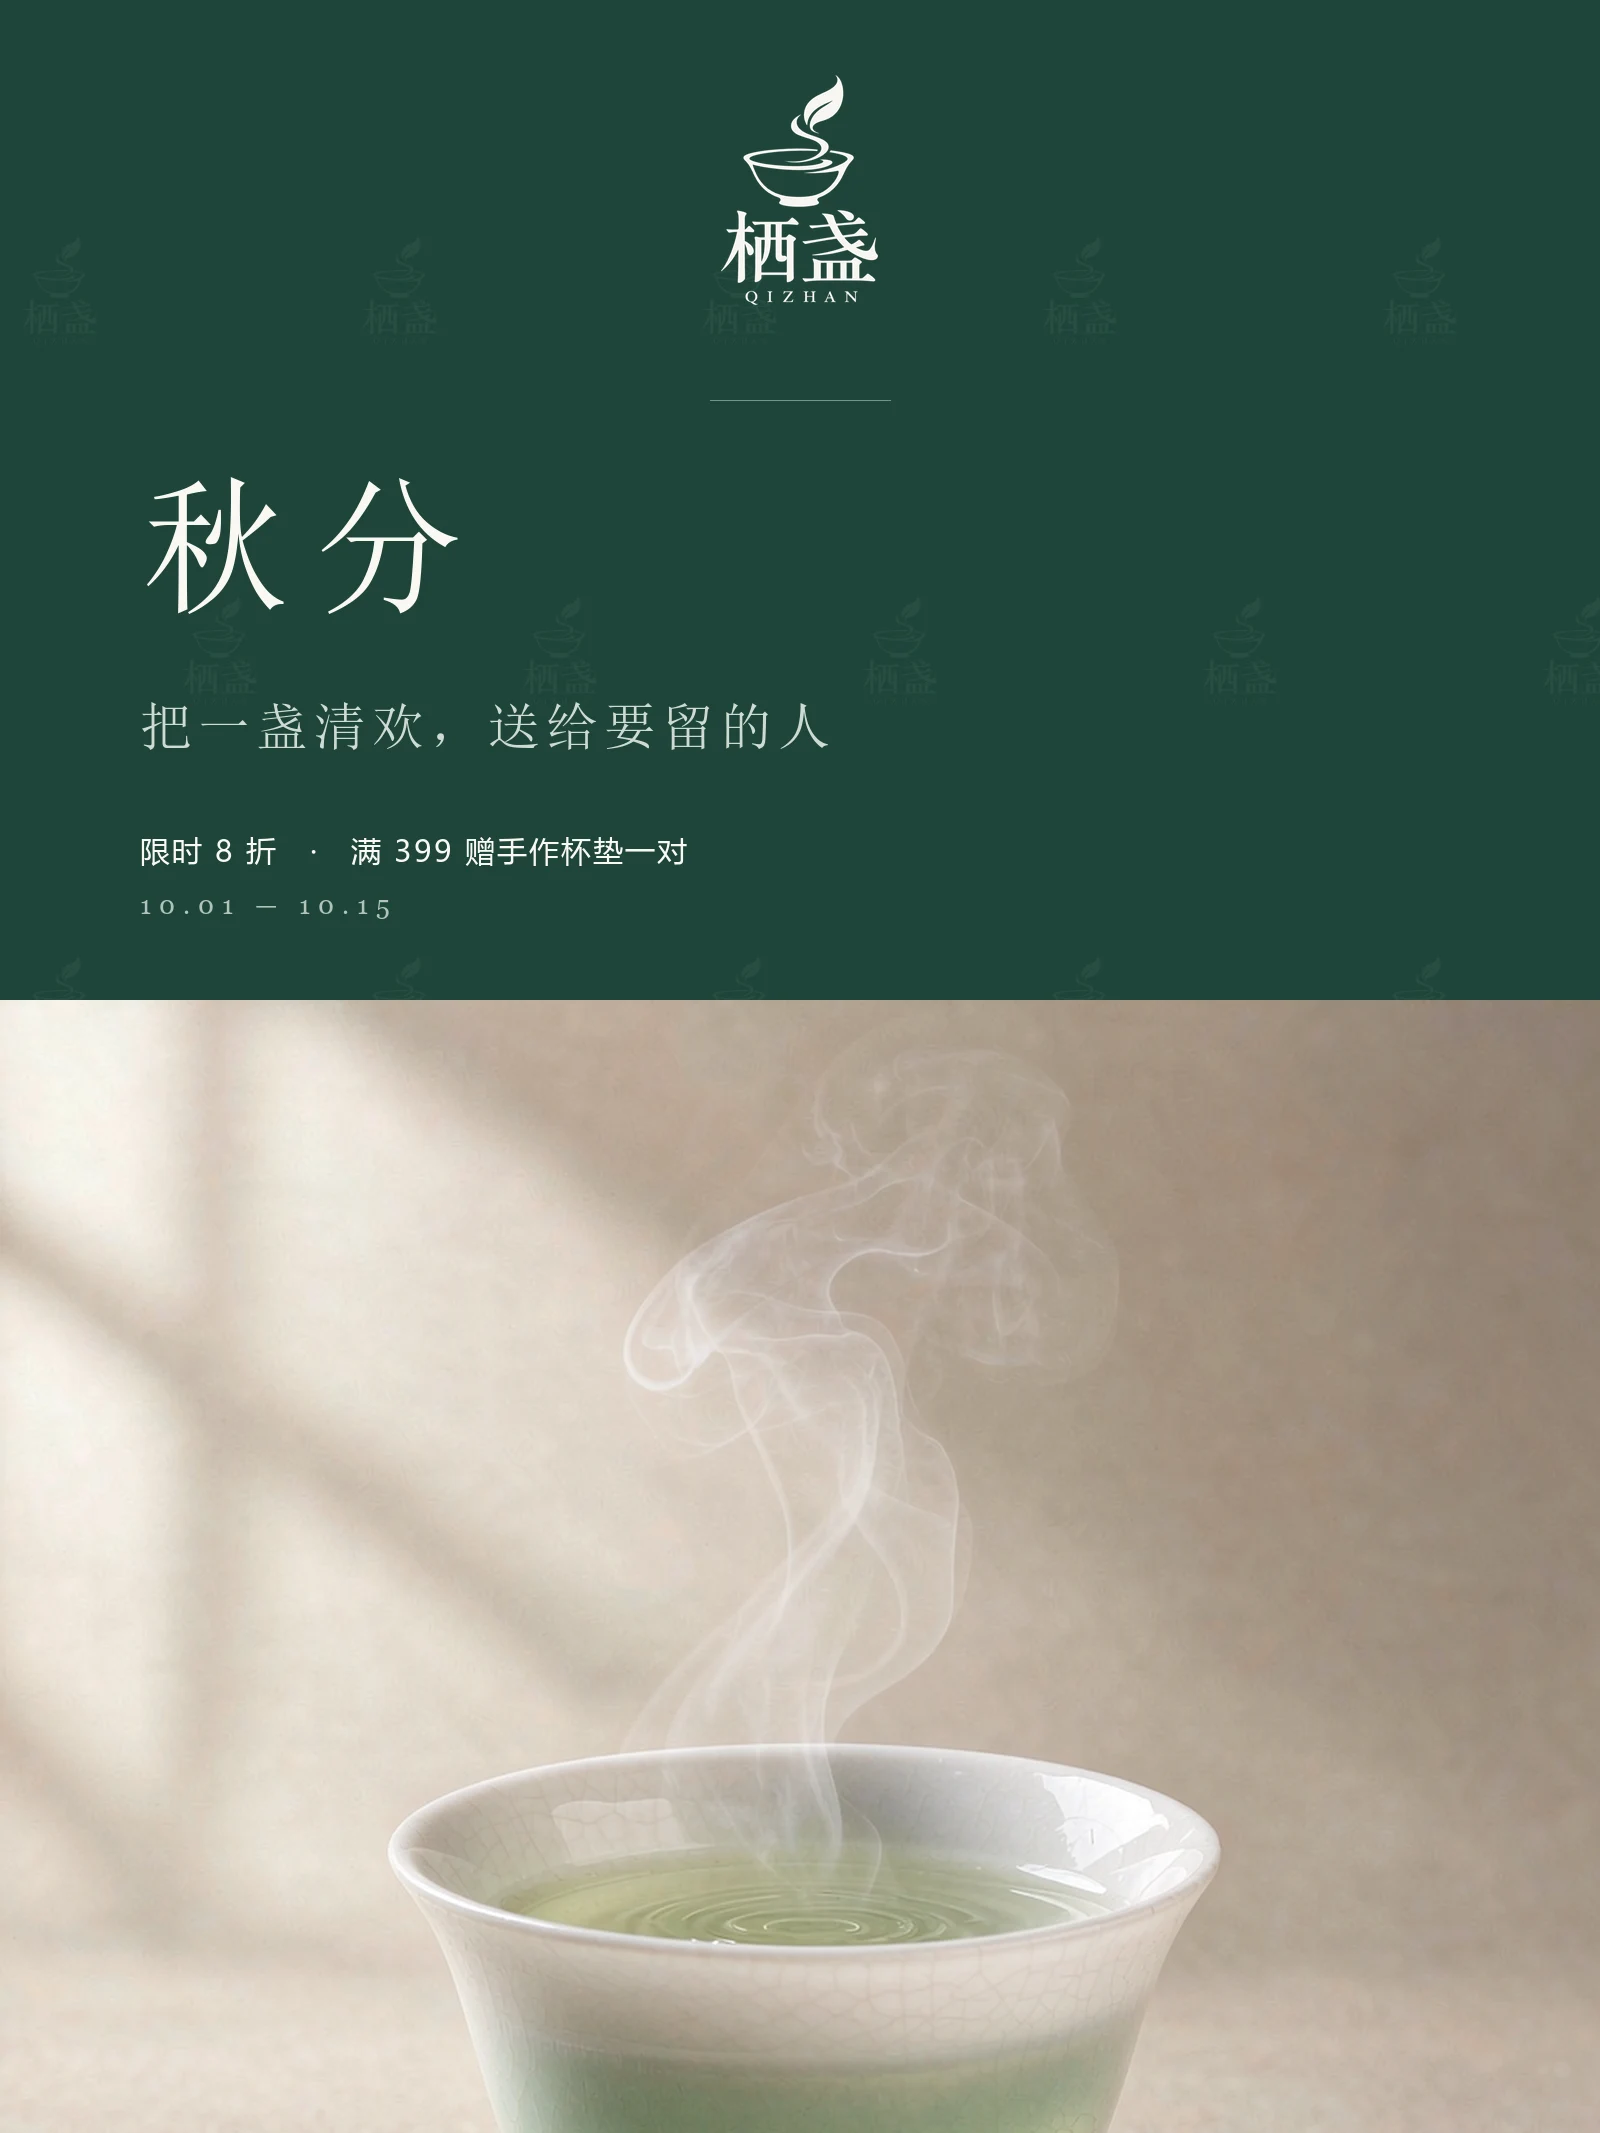 栖盏
QIZHAN
秋分
把一盏清欢，送给要留的人
限时 8 折 · 满 399 赠手作杯垫一对
10.01 — 10.15